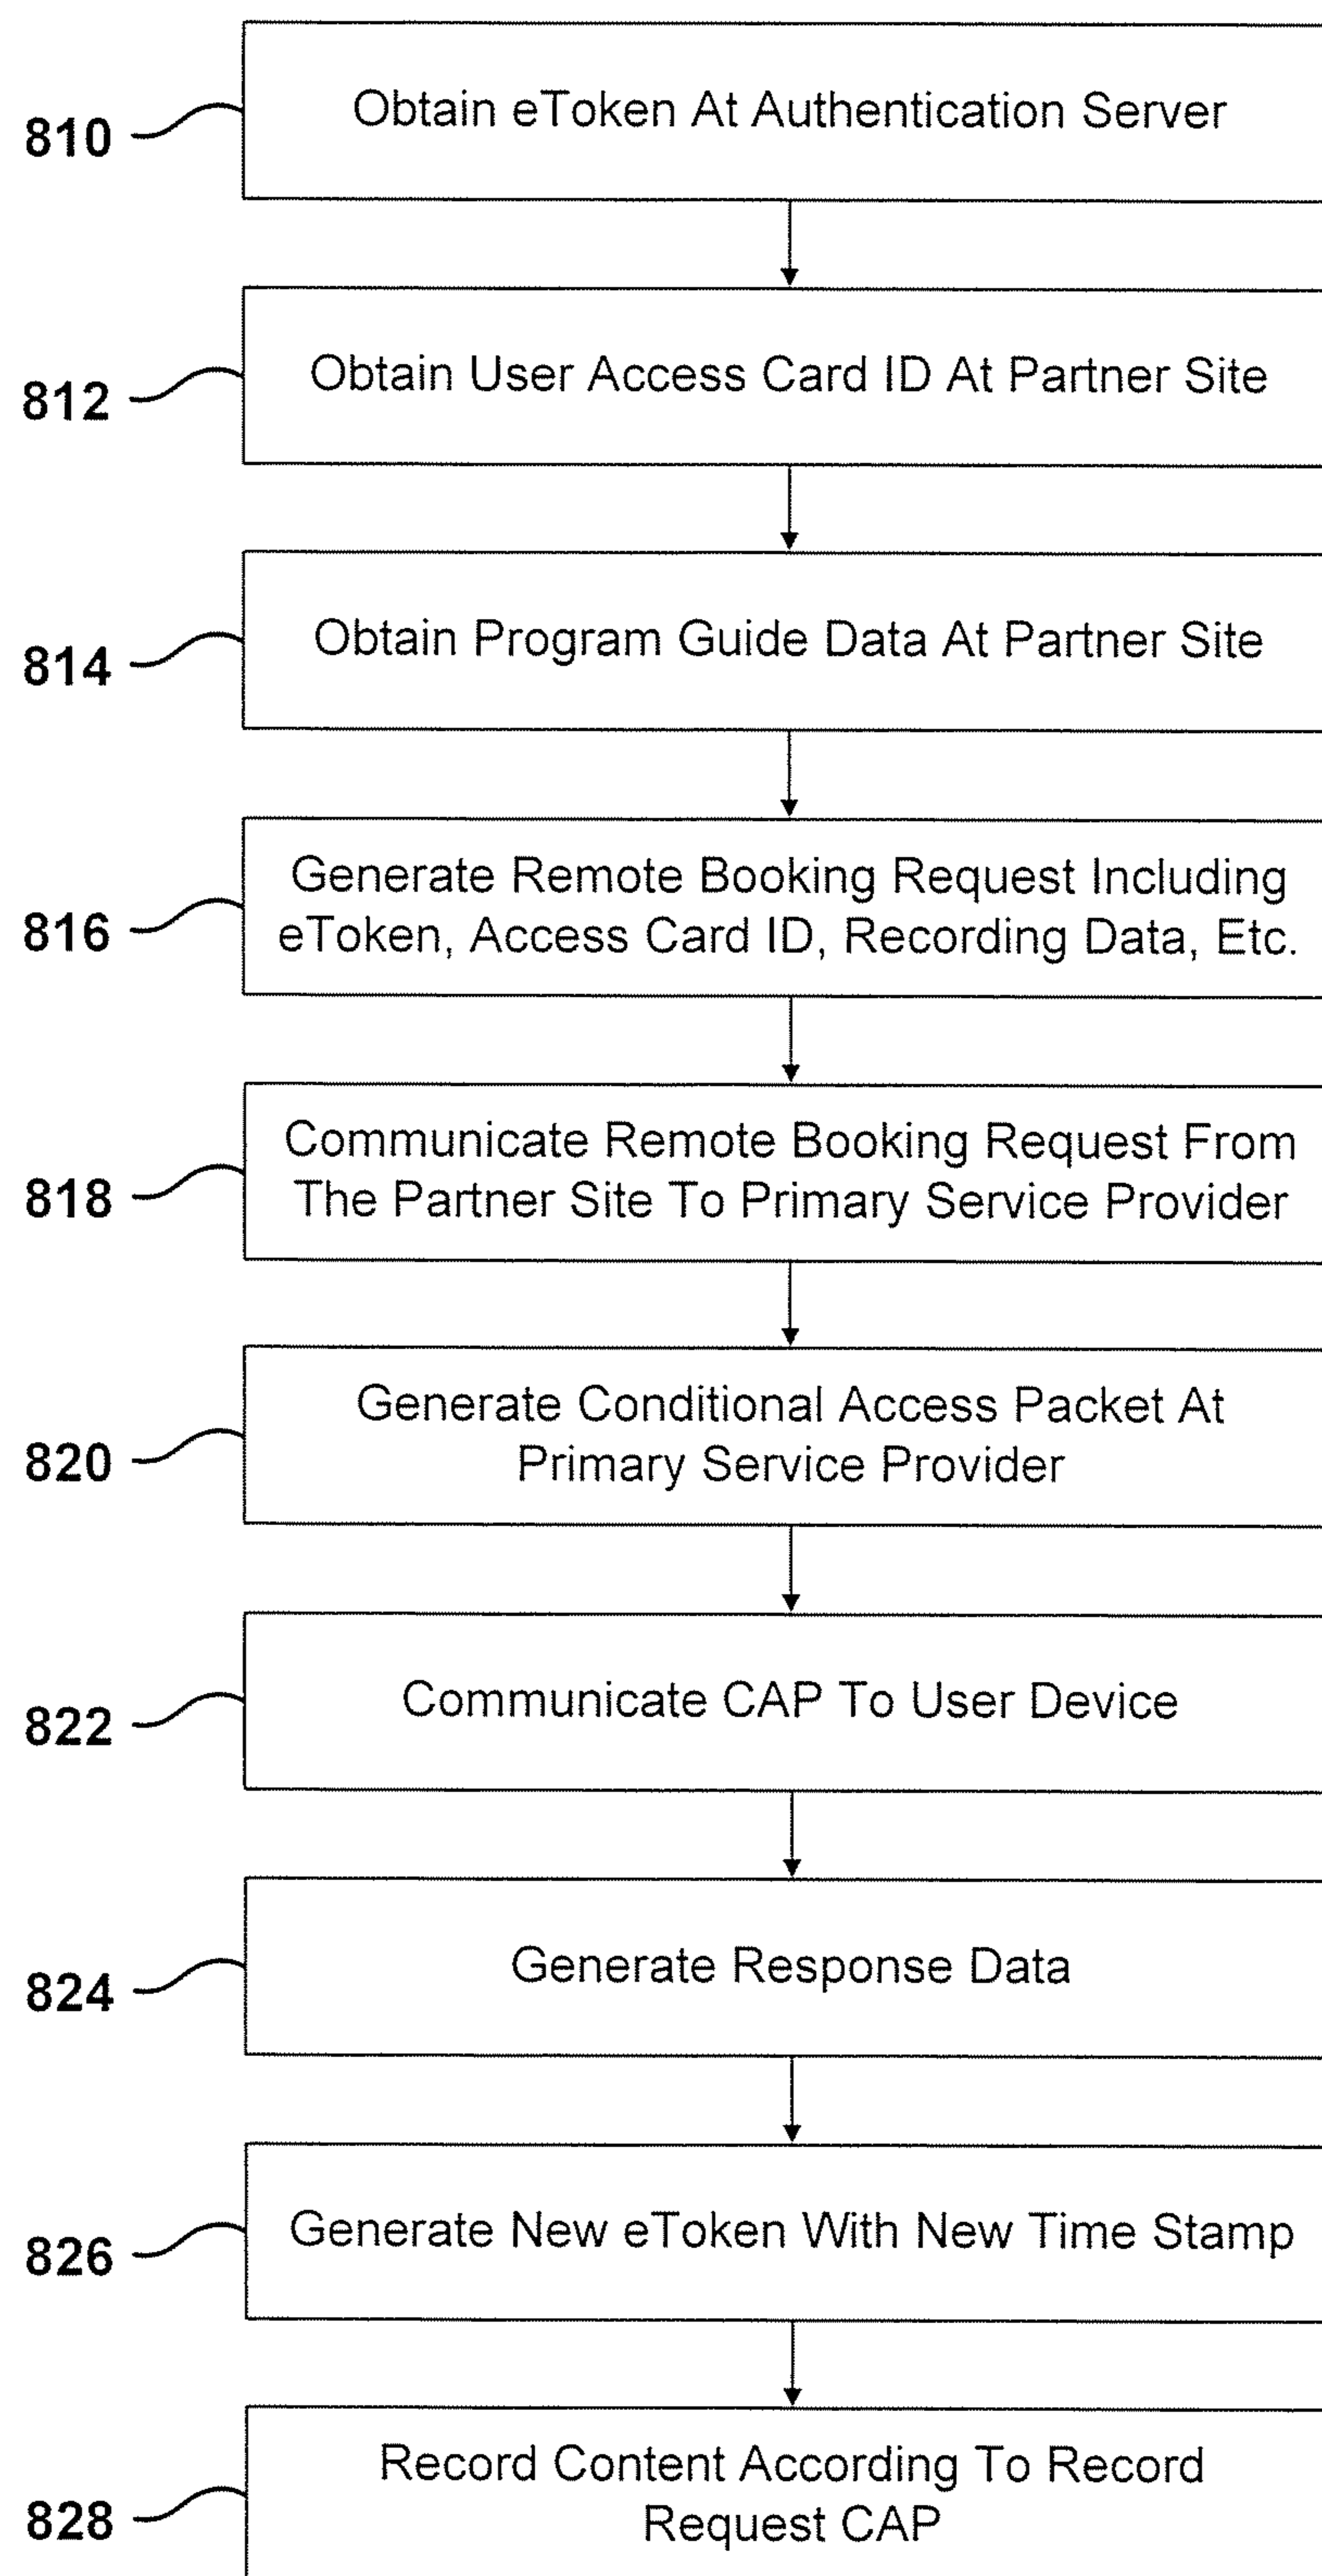 810
Obtain eToken At Authentication Server
812
Obtain User Access Card ID At Partner Site
814
Obtain Program Guide Data At Partner Site
816
Generate Remote Booking Request Including
eToken, Access Card ID, Recording Data, Etc.
818
Communicate Remote Booking Request From
The Partner Site To Primary Service Provider
820
Generate Conditional Access Packet At
Primary Service Provider
822
Communicate CAP To User Device
824
Generate Response Data
826
Generate New eToken With New Time Stamp
828
Record Content According To Record
Request CAP